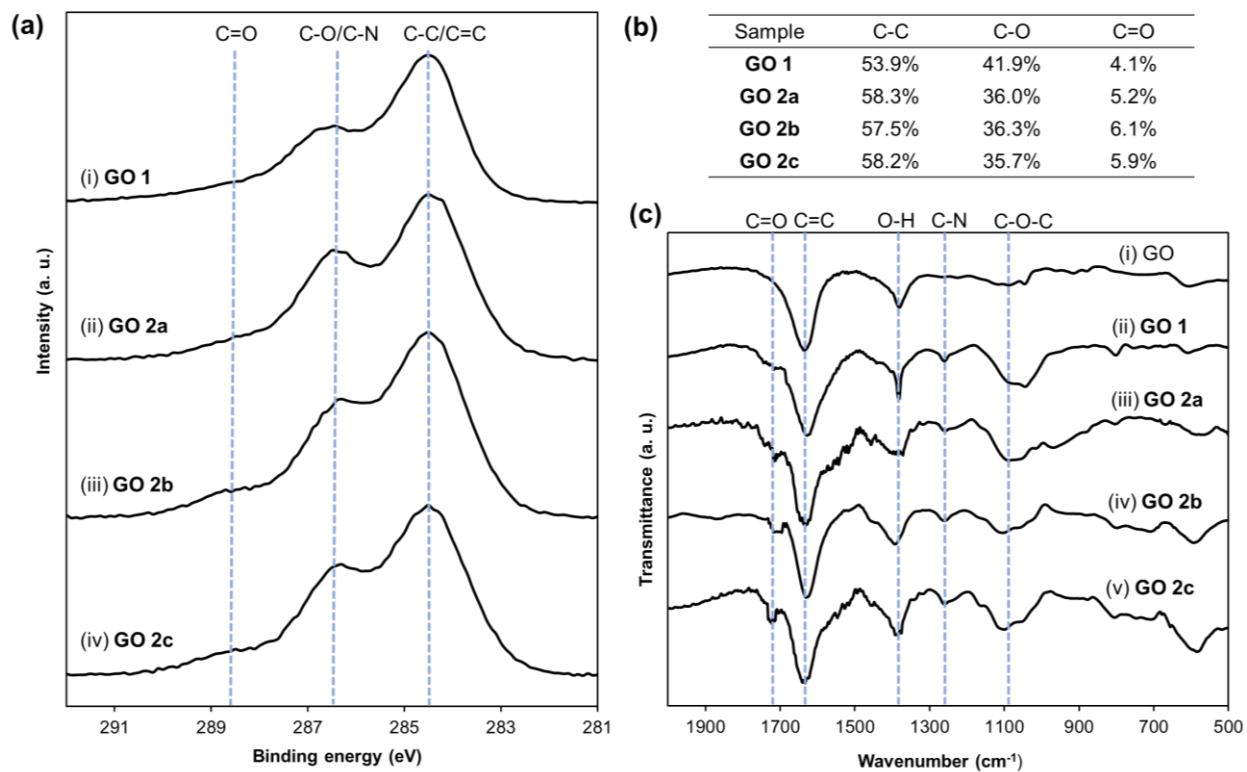 (a)
C=O C-O/C-N C-C/C=C
(i) GO 1
(ii) GO 2a
(iii) GO 2b
(iv) GO 2c
Intensity (a. u.)
291 289 287 285 283 281
Binding energy (eV)
(b)
Sample C-C C-O C=O
GO 1 53.9% 41.9% 4.1%
GO 2a 58.3% 36.0% 5.2%
GO 2b 57.5% 36.3% 6.1%
GO 2c 58.2% 35.7% 5.9%
(c)
C=O C=C O-H C-N C-O-C
(i) GO
(ii) GO 1
(iii) GO 2a
(iv) GO 2b
(v) GO 2c
Transmittance (a. u.)
1900 1700 1500 1300 1100 900 700 500
Wavenumber (cm⁻¹)